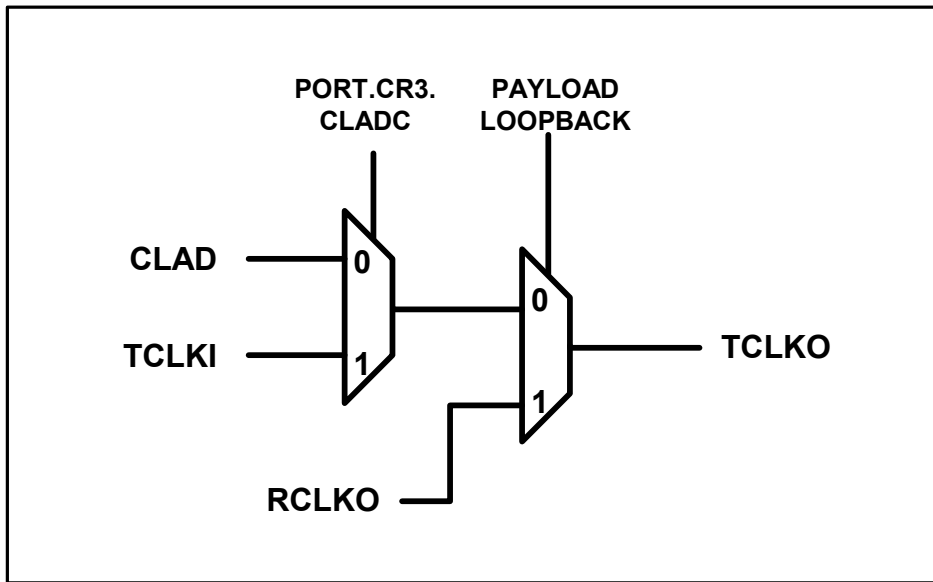 PORT.CR3.
CLADC
PAYLOAD
LOOPBACK
CLAD
0
TCLKI
1
0
1
TCLKO
RCLKO